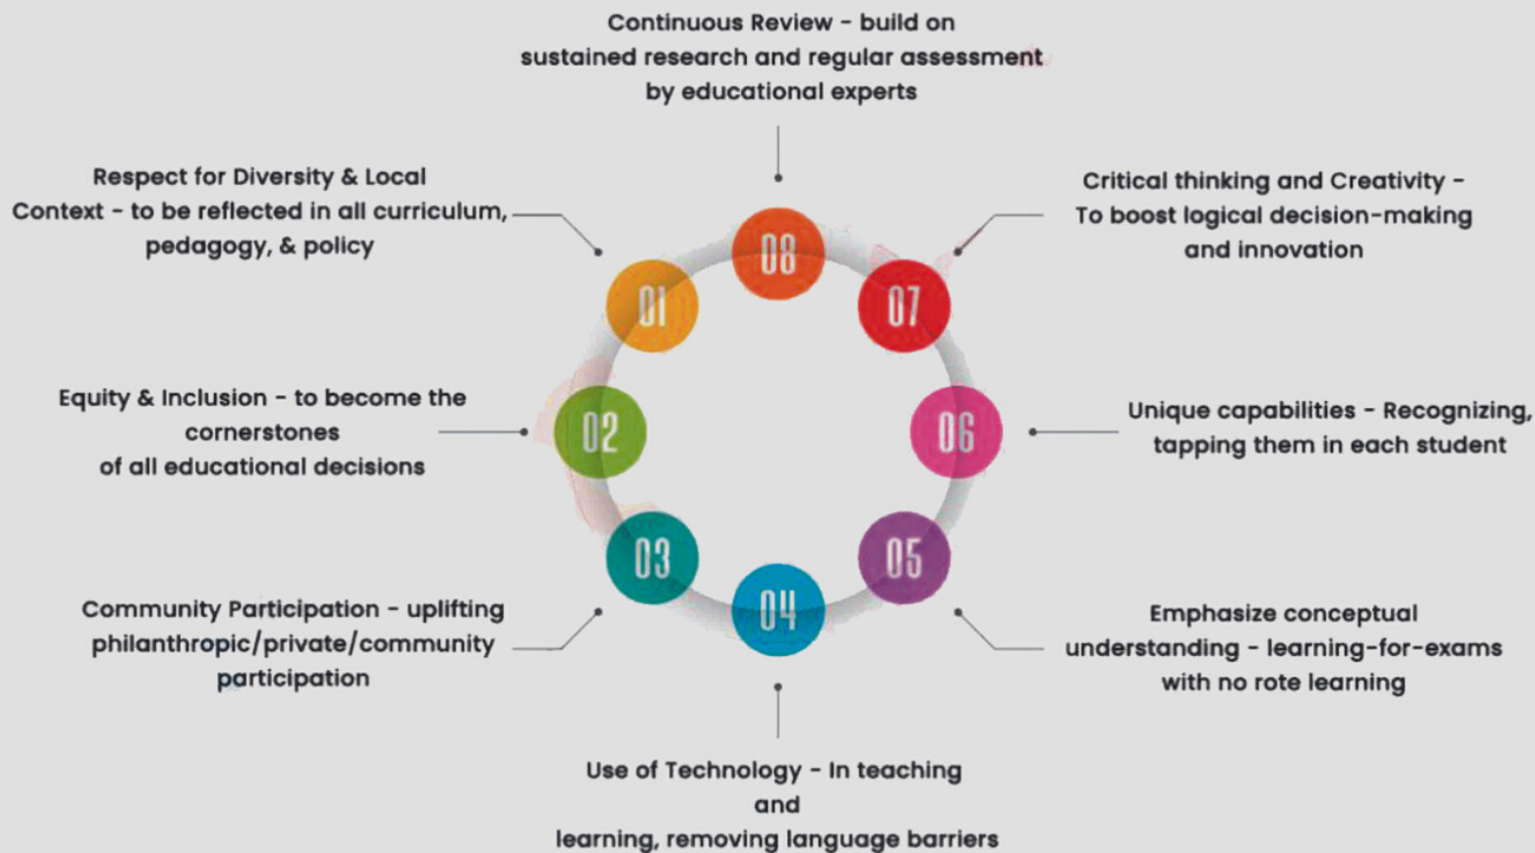 Continuous Review - build on
sustained research and regular assessment
by educational experts
Respect for Diversity & Local
Context - to be reflected in all curriculum,
pedagogy, & policy
Critical thinking and Creativity -
To boost logical decision-making
and innovation
08
01
07
Equity & Inclusion - to become the
cornerstones
of all educational decisions
02
06
Unique capabilities - Recognizing,
tapping them in each student
03
05
04
Community Participation - uplifting
philanthropic/private/community
participation
Emphasize conceptual
understanding - learning-for-exams
with no rote learning
Use of Technology - In teaching
and
learning, removing language barriers